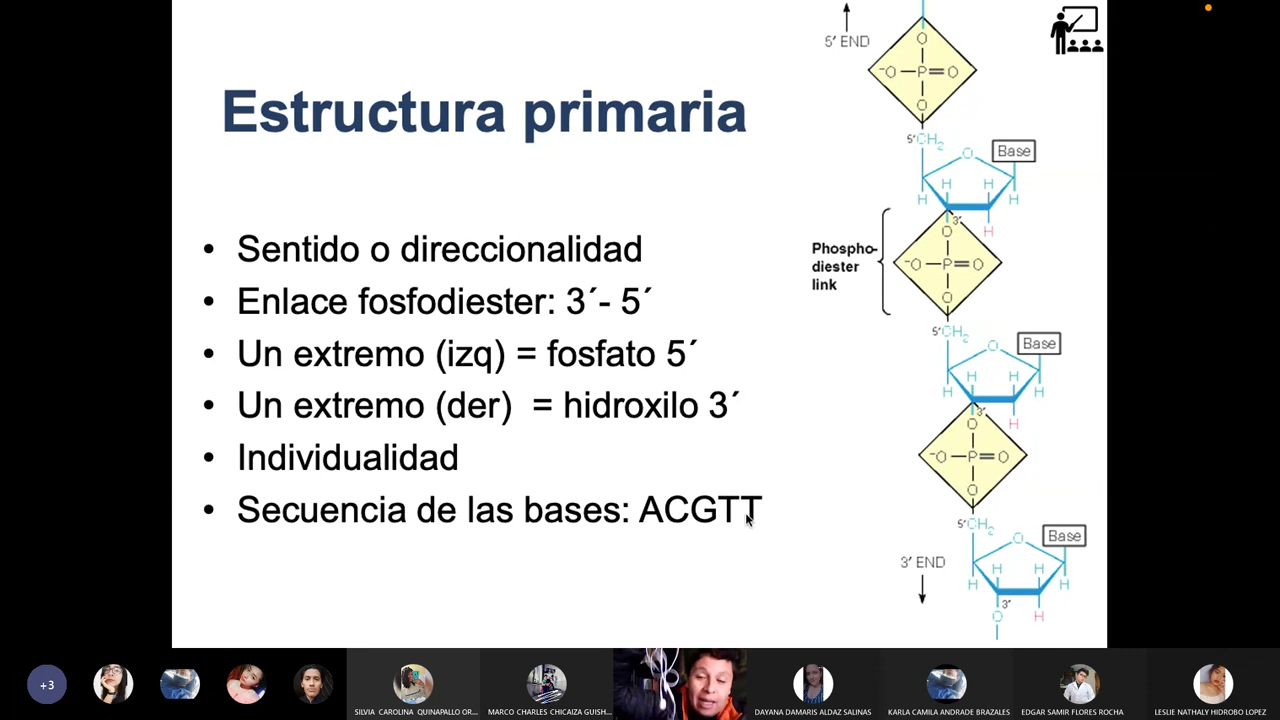 Estructura primaria
• Sentido o direccionalidad
• Enlace fosfodiester: 3´- 5´
• Un extremo (izq) = fosfato 5´
• Un extremo (der) = hidroxilo 3´
• Individualidad
• Secuencia de las bases: ACGTT
5′ END
O
⁻O—P=O
O
5′CH₂
O
Base
H H
H H
3′ H
Phospho-
diester
link
O
⁻O—P=O
O
5′CH₂
O
Base
H H
H H
3′ H
O
⁻O—P=O
O
5′CH₂
O
Base
3′ END
H H
H H
3′ H
O
+3
SILVIA CAROLINA QUINAPALLO OR...
MARCO CHARLES CHICAIZA GUISH...
DAYANA DAMARIS ALDAZ SALINAS
KARLA CAMILA ANDRADE BRAZALES
EDGAR SAMIR FLORES ROCHA
LESLIE NATHALY HIDROBO LOPEZ